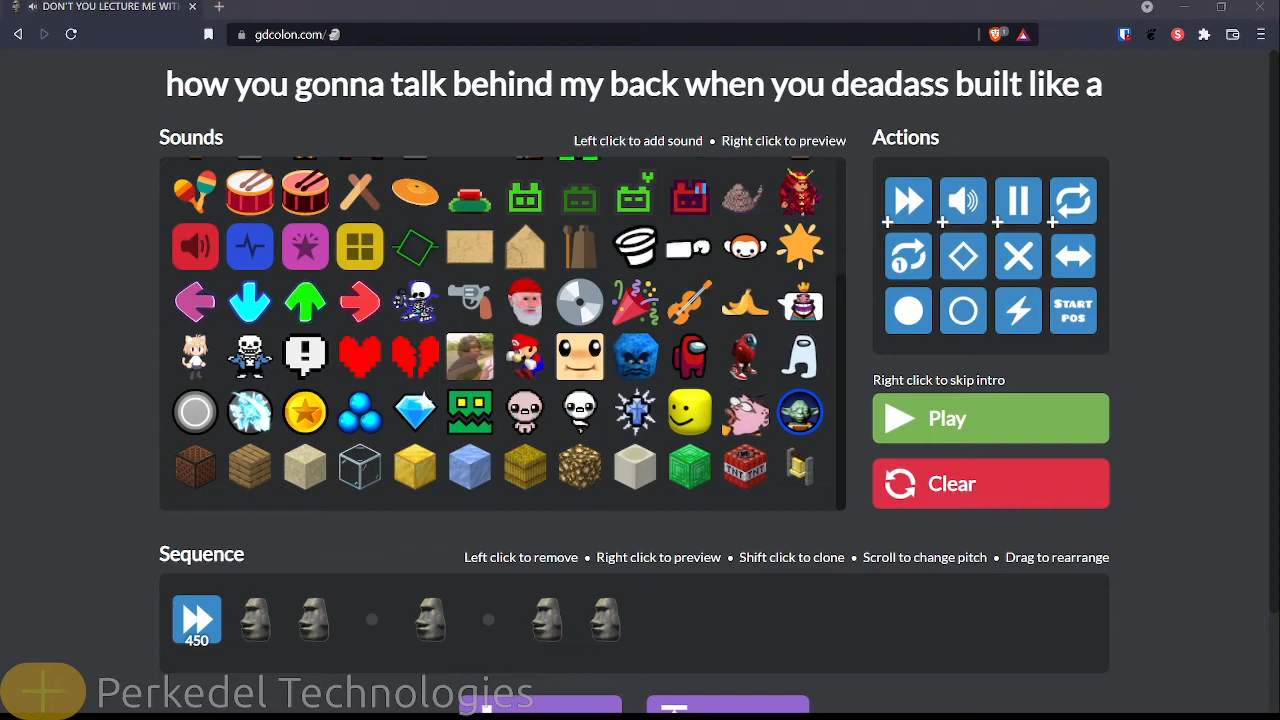 DON'T YOU LECTURE ME WITH
gdcolon.com/🗿
how you gonna talk behind my back when you deadass built like a
Sounds
Left click to add sound • Right click to preview
Actions
START
POS
Right click to skip intro
Play
Clear
TNT TNT
Sequence
Left click to remove • Right click to preview • Shift click to clone • Scroll to change pitch • Drag to rearrange
450
Perkedel Technologies